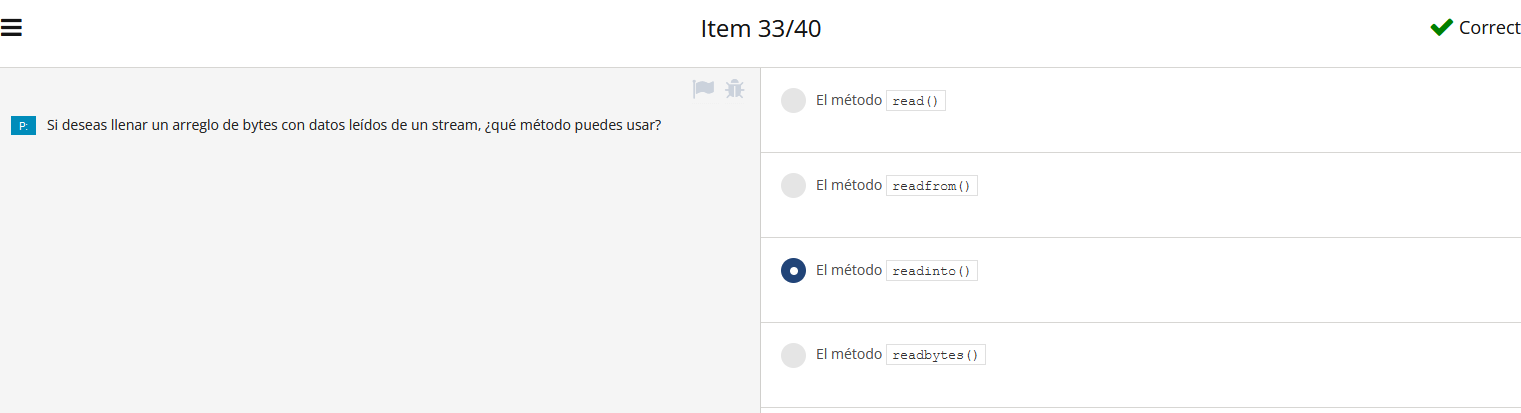 Item 33/40
Correct
P: Si deseas llenar un arreglo de bytes con datos leídos de un stream, ¿qué método puedes usar?
El método read()
El método readfrom()
El método readinto()
El método readbytes()